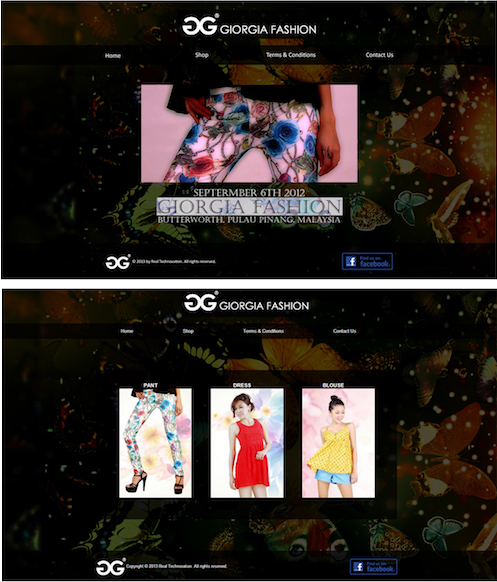 GG® GIORGIA FASHION
Home Shop Terms & Conditions Contact Us
SEPTERMBER 6TH 2012
GIORGIA FASHION
BUTTERWORTH, PULAU PINANG, MALAYSIA
GG® © 2013 by Real Technovation. All rights reserved.
Find us on
facebook.
GG® GIORGIA FASHION
Home Shop Terms & Conditions Contact Us
PANT DRESS BLOUSE
GG® Copyright © 2013 Real Technovation. All rights reserved.
Find us on
facebook.